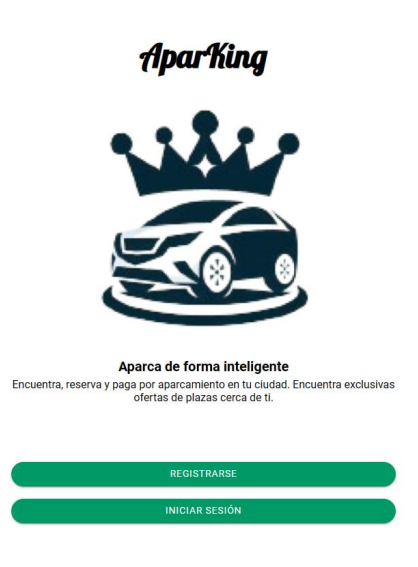 AparKing
Aparca de forma inteligente
Encuentra, reserva y paga por aparcamiento en tu ciudad. Encuentra exclusivas
ofertas de plazas cerca de ti.
REGISTRARSE
INICIAR SESIÓN